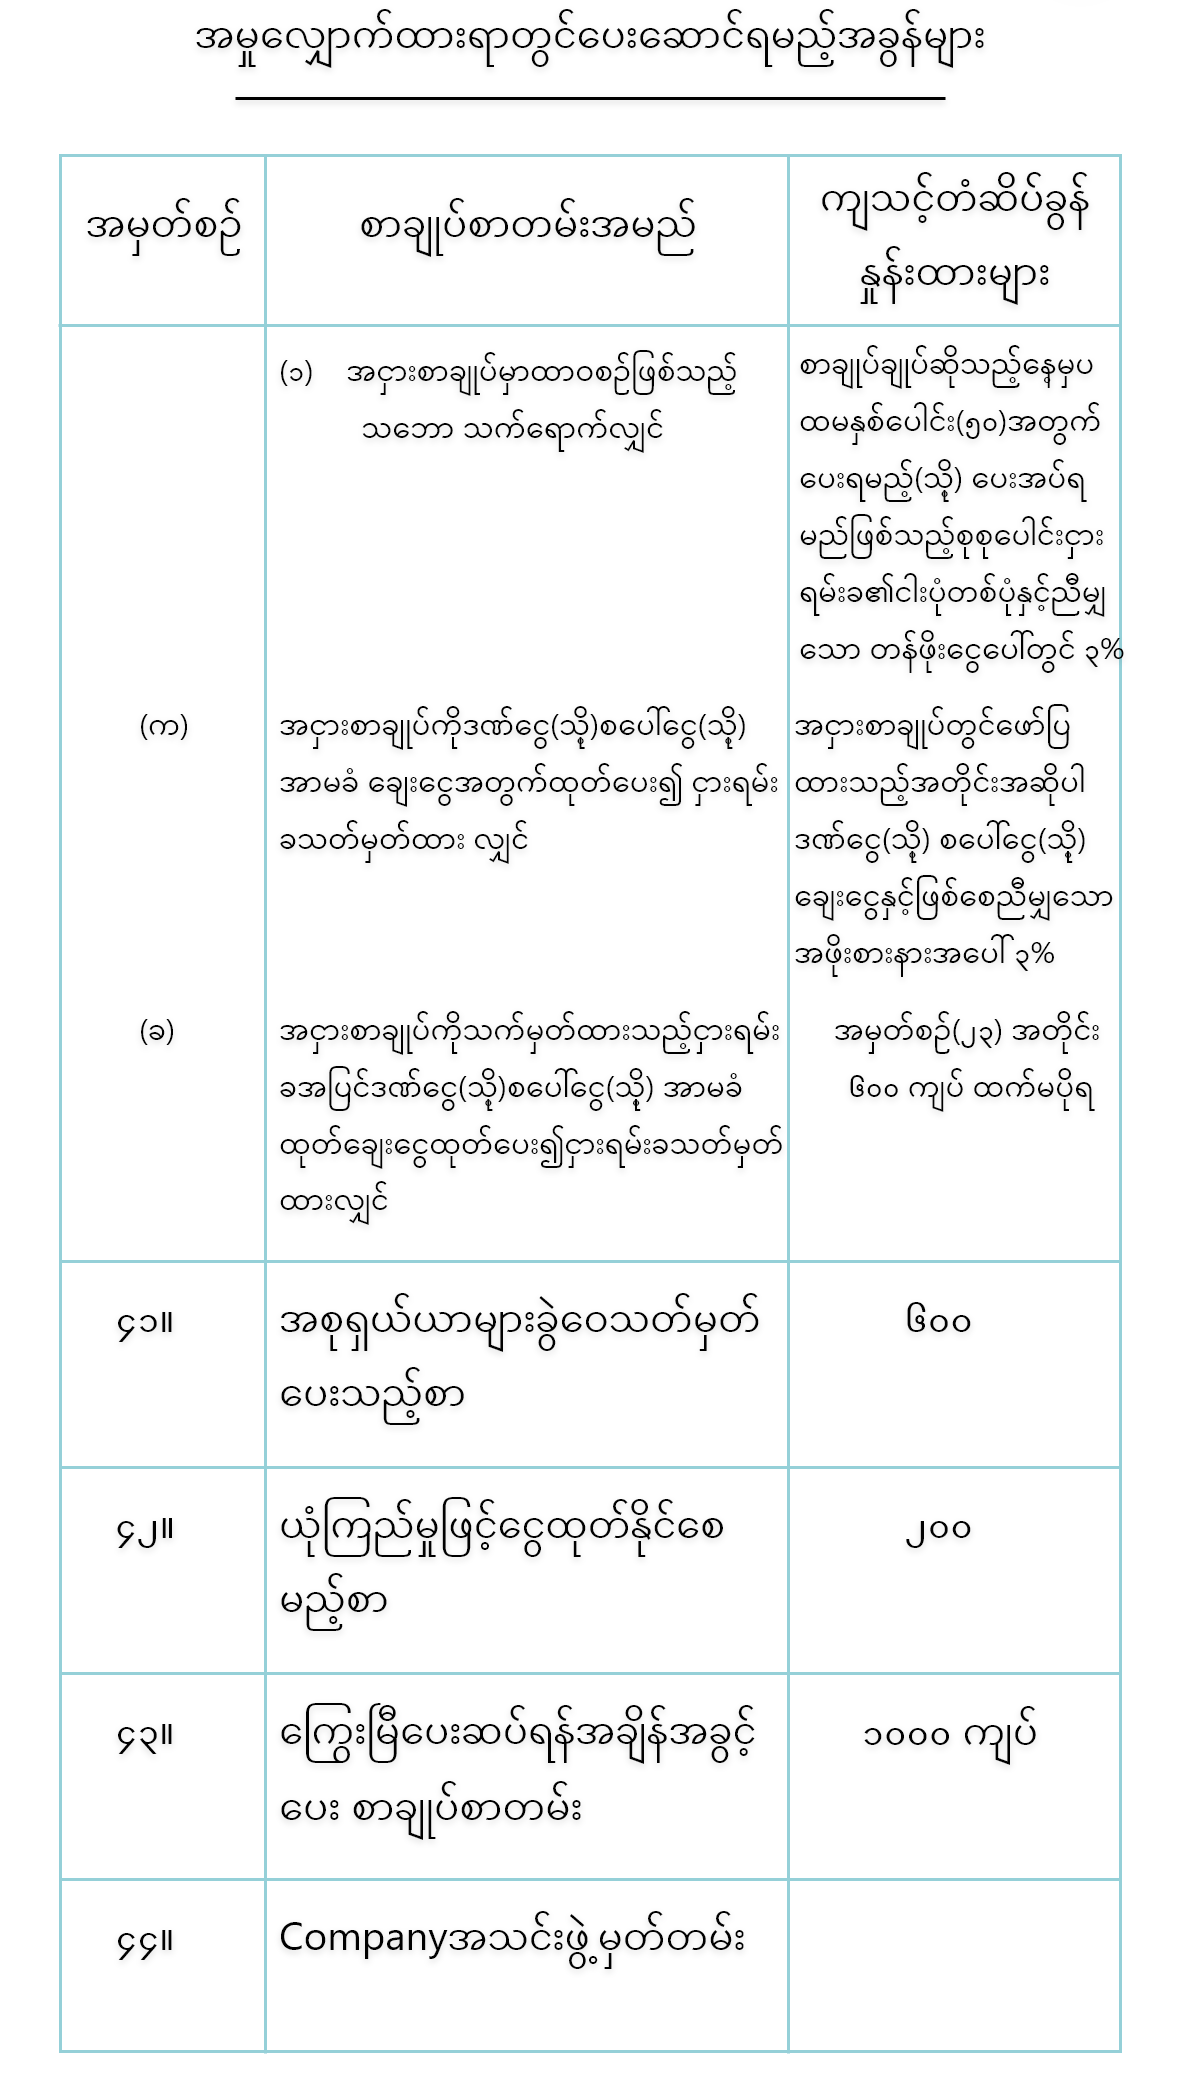 အမှုလျှောက်ထားရာတွင်ပေးဆောင်ရမည့်အခွန်များ
အမှတ်စဉ်
စာချုပ်စာတမ်းအမည်
ကျသင့်တံဆိပ်ခွန်
နှုန်းထားများ
(၁) အငှားစာချုပ်မှာထာဝစဉ်ဖြစ်သည့်
သဘော သက်ရောက်လျှင်
စာချုပ်ချုပ်ဆိုသည့်နေ့မှပ
ထမနှစ်ပေါင်း(၅၀)အတွက်
ပေးရမည့်(သို့) ပေးအပ်ရ
မည်ဖြစ်သည့်စုစုပေါင်းငှား
ရမ်းခ၏ငါးပုံတစ်ပုံနှင့်ညီမျှ
သော တန်ဖိုးငွေပေါ်တွင် ၃%
(က)
အငှားစာချုပ်ကိုဒဏ်ငွေ(သို့)စပေါ်ငွေ(သို့)
အာမခံ ချေးငွေအတွက်ထုတ်ပေး၍ ငှားရမ်း
ခသတ်မှတ်ထား လျှင်
အငှားစာချုပ်တွင်ဖော်ပြ
ထားသည့်အတိုင်းအဆိုပါ
ဒဏ်ငွေ(သို့) စပေါ်ငွေ(သို့)
ချေးငွေနှင့်ဖြစ်စေညီမျှသော
အဖိုးစားနားအပေါ် ၃%
(ခ)
အငှားစာချုပ်ကိုသက်မှတ်ထားသည့်ငှားရမ်း
ခအပြင်ဒဏ်ငွေ(သို့)စပေါ်ငွေ(သို့) အာမခံ
ထုတ်ချေးငွေထုတ်ပေး၍ငှားရမ်းခသတ်မှတ်
ထားလျှင်
အမှတ်စဉ်(၂၃) အတိုင်း
၆၀၀ ကျပ် ထက်မပိုရ
၄၁။
အစုရှယ်ယာများခွဲဝေသတ်မှတ်
ပေးသည့်စာ
၆၀၀
၄၂။
ယုံကြည်မှုဖြင့်ငွေထုတ်နိုင်စေ
မည့်စာ
၂၀၀
၄၃။
ကြွေးမြီပေးဆပ်ရန်အချိန်အခွင့်
ပေး စာချုပ်စာတမ်း
၁၀၀၀ ကျပ်
၄၄။
Companyအသင်းဖွဲ့မှတ်တမ်း